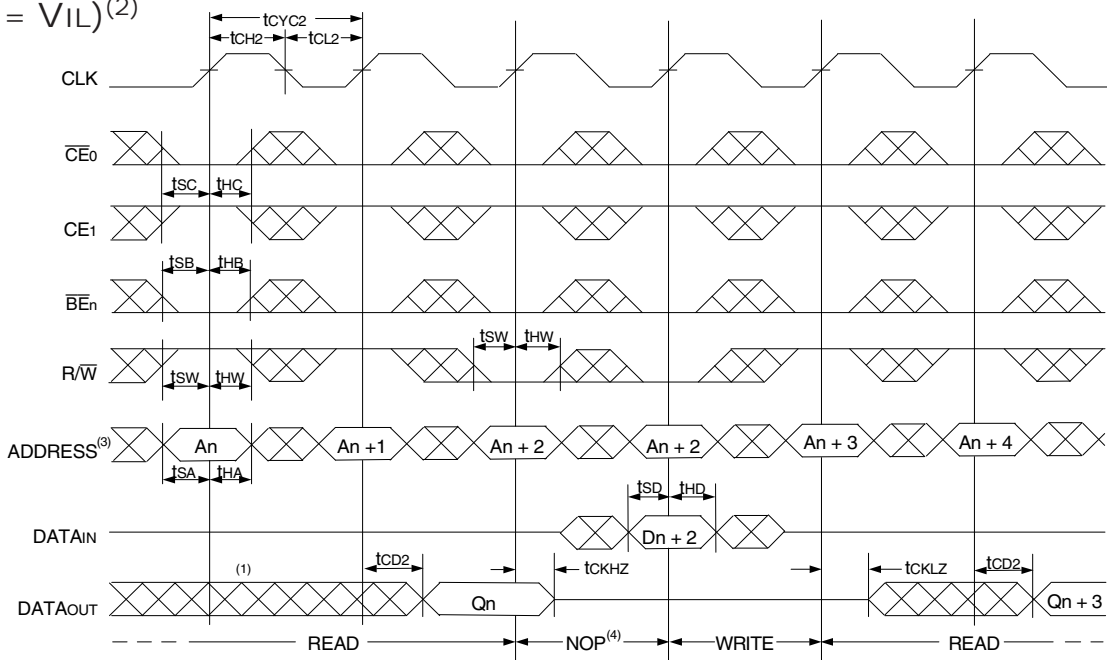 = VIL)(2)
tCYC2
tCH2 tCL2
CLK
CE0
tSC tHC
CE1
tSB tHB
BEn
tSW tHW
R/W
tSW tHW
ADDRESS(3) An An +1 An + 2 An + 2 An + 3 An + 4
tSA tHA
tSD tHD
DATAIN Dn + 2
(1) tCD2 tCKHZ tCKLZ tCD2
DATAOUT Qn Qn + 3
READ NOP(4) WRITE READ